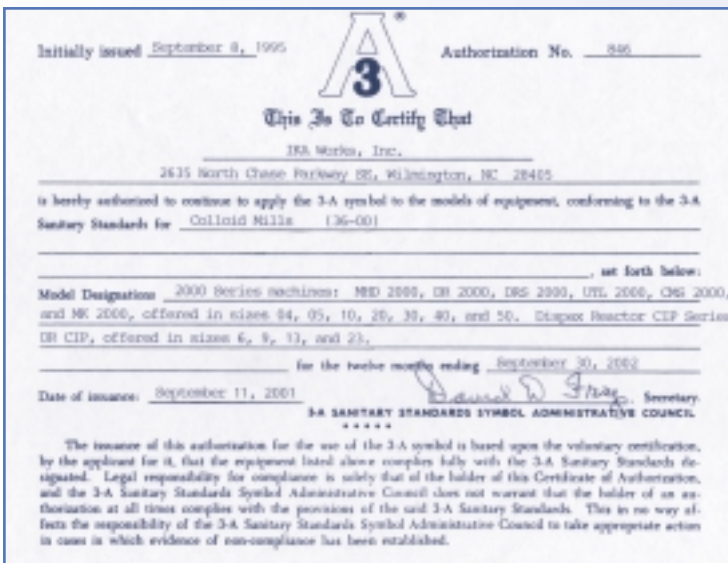 Initially issued September 8, 1995
A 3 ®
Authorization No. 846
This Is To Certify That
IKA Works, Inc.
2635 North Chase Parkway SE, Wilmington, NC 28405
is hereby authorized to continue to apply the 3-A symbol to the models of equipment, conforming to the 3-A
Sanitary Standards for Colloid Mills (36-00)
, set forth below:
Model Designations 2000 Series machines: MHD 2000, DR 2000, DRS 2000, UTL 2000, CMS 2000,
and MK 2000, offered in sizes 04, 05, 10, 20, 30, 40, and 50. Dispax Reactor CIP Series
DR CIP, offered in sizes 6, 9, 13, and 23.
for the twelve months ending September 30, 2002
Date of issuance: September 11, 2001
David D. , Secretary.
3-A SANITARY STANDARDS SYMBOL ADMINISTRATIVE COUNCIL
* * * * *
The issuance of this authorization for the use of the 3-A symbol is based upon the voluntary certification,
by the applicant for it, that the equipment listed above complies fully with the 3-A Sanitary Standards de-
signated. Legal responsibility for compliance is solely that of the holder of this Certificate of Authorization,
and the 3-A Sanitary Standards Symbol Administrative Council does not warrant that the holder of an au-
thorization at all times complies with the provisions of the said 3-A Sanitary Standards. This in no way af-
fects the responsibility of the 3-A Sanitary Standards Symbol Administrative Council to take appropriate action
in cases in which evidence of non-compliance has been established.